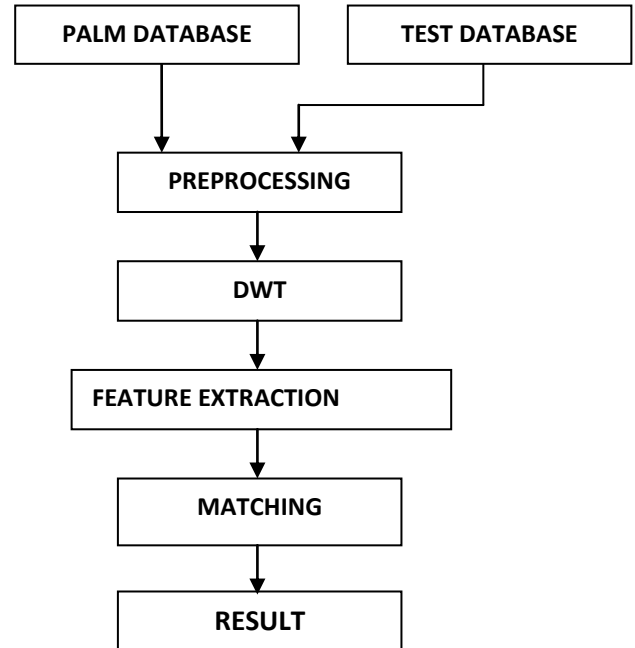 PALM DATABASE
TEST DATABASE
PREPROCESSING
DWT
FEATURE EXTRACTION
MATCHING
RESULT